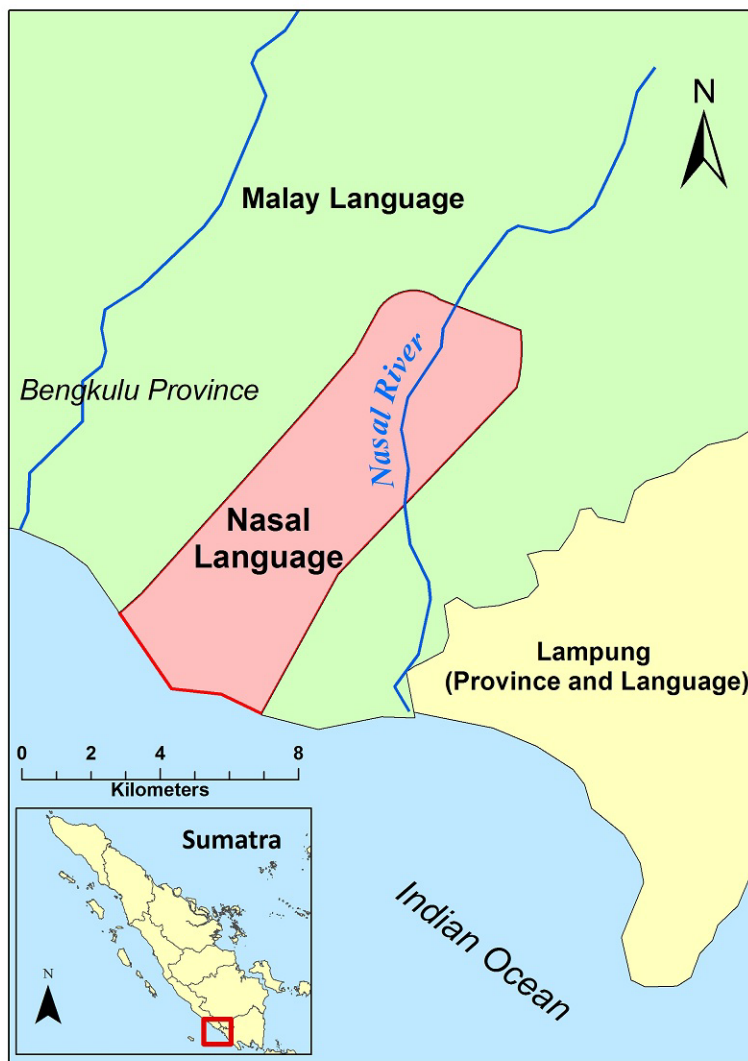 N
Malay Language
Nasal River
Bengkulu Province
Nasal
Language
Lampung
(Province and Language)
0 2 4 8
Kilometers
Sumatra
N
Indian Ocean